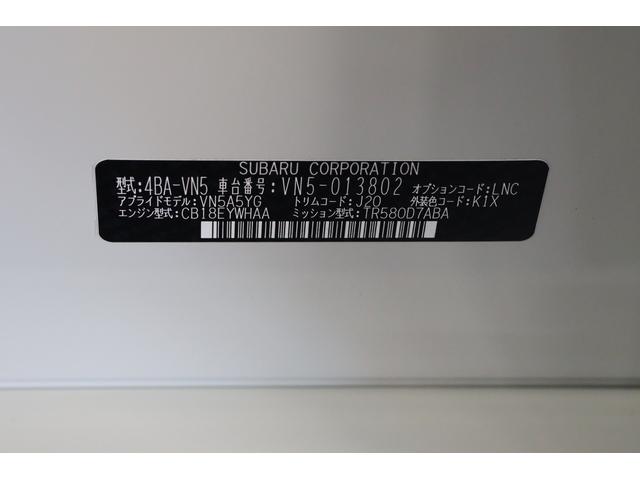 SUBARU CORPORATION
型式:4BA-VN5 車台番号:VN5-013802 オプションコード:LNC
アプライドモデル:VN5A5YG トリムコード:J20 外装色コード:K1X
エンジン型式:CB18EYWHAA ミッション型式:TR580D7ABA